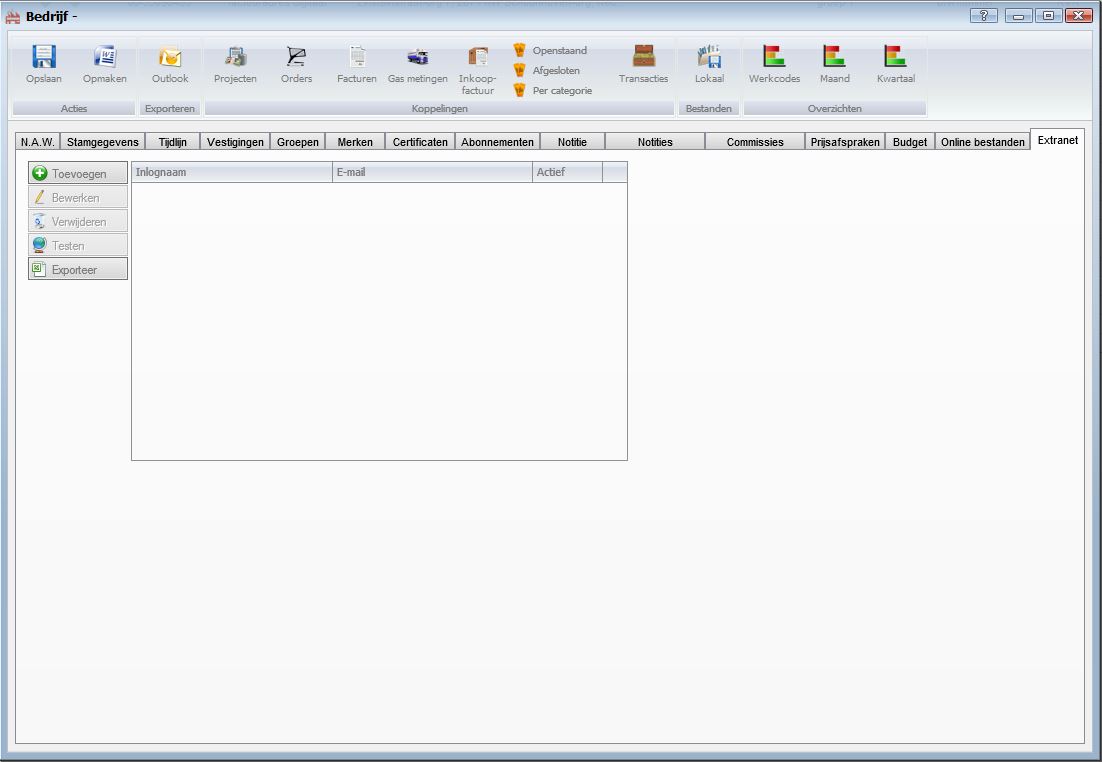 Bedrijf -
Opslaan Opmaken Outlook Projecten Orders Facturen Gas metingen Inkoop-factuur Openstaand Afgesloten Per categorie Transacties Lokaal Werkcodes Maand Kwartaal
Acties Exporteren Koppelingen Bestanden Overzichten
N.A.W. Stamgegevens Tijdlijn Vestigingen Groepen Merken Certificaten Abonnementen Notitie Notities Commissies Prijsafspraken Budget Online bestanden Extranet
Toevoegen Inlognaam E-mail Actief
Bewerken
Verwijderen
Testen
Exporteer